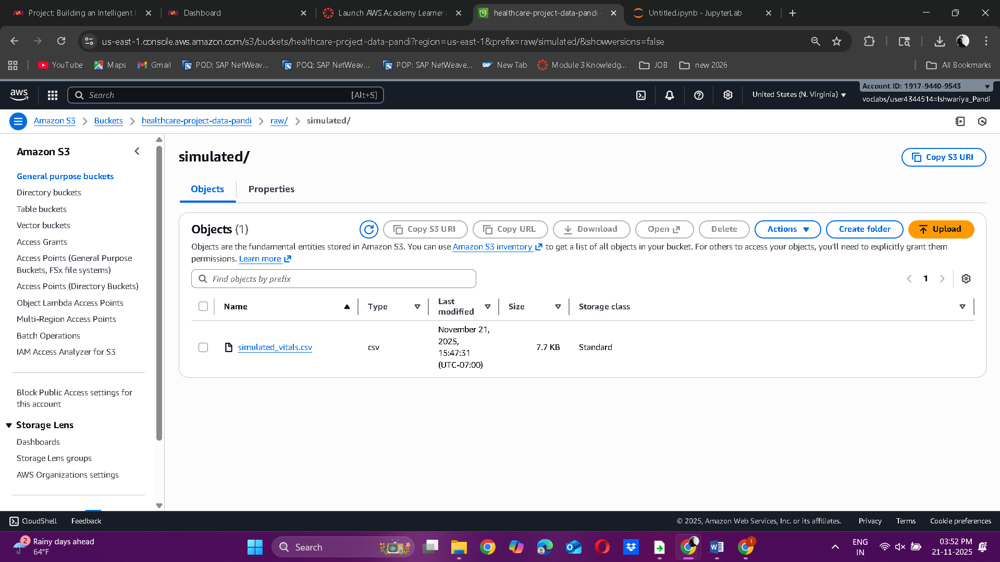 Project: Building an Intelligent H
Dashboard
Launch AWS Academy Learner
healthcare-project-data-pandi -
Untitled.ipynb - JupyterLab
us-east-1.console.aws.amazon.com/s3/buckets/healthcare-project-data-pandi?region=us-east-1&prefix=raw/simulated/&showversions=false
YouTube
Maps
Gmail
POD: SAP NetWeav...
POQ: SAP NetWeav...
POP: SAP NetWeave...
New Tab
Module 3 Knowledg...
JOB
new 2026
All Bookmarks
aws
Search
[Alt+S]
United States (N. Virginia)
Account ID: 1917-9440-9543
voclabs/user4344514=Ishwariya_Pandi
Amazon S3
Buckets
healthcare-project-data-pandi
raw/
simulated/
Amazon S3
General purpose buckets
Directory buckets
Table buckets
Vector buckets
Access Grants
Access Points (General Purpose
Buckets, FSx file systems)
Access Points (Directory Buckets)
Object Lambda Access Points
Multi-Region Access Points
Batch Operations
IAM Access Analyzer for S3
Block Public Access settings for
this account
Storage Lens
Dashboards
Storage Lens groups
AWS Organizations settings
simulated/
Copy S3 URI
Objects
Properties
Objects (1)
Copy S3 URI
Copy URL
Download
Open
Delete
Actions
Create folder
Upload
Objects are the fundamental entities stored in Amazon S3. You can use Amazon S3 inventory to get a list of all objects in your bucket. For others to access your objects, you'll need to explicitly grant them
permissions. Learn more
Find objects by prefix
1
Name
Type
Last
modified
Size
Storage class
simulated_vitals.csv
csv
November 21,
2025,
15:47:31
(UTC-07:00)
7.7 KB
Standard
CloudShell
Feedback
© 2025, Amazon Web Services, Inc. or its affiliates.
Privacy
Terms
Cookie preferences
2
Rainy days ahead
64°F
Search
ENG
IN
03:52 PM
21-11-2025